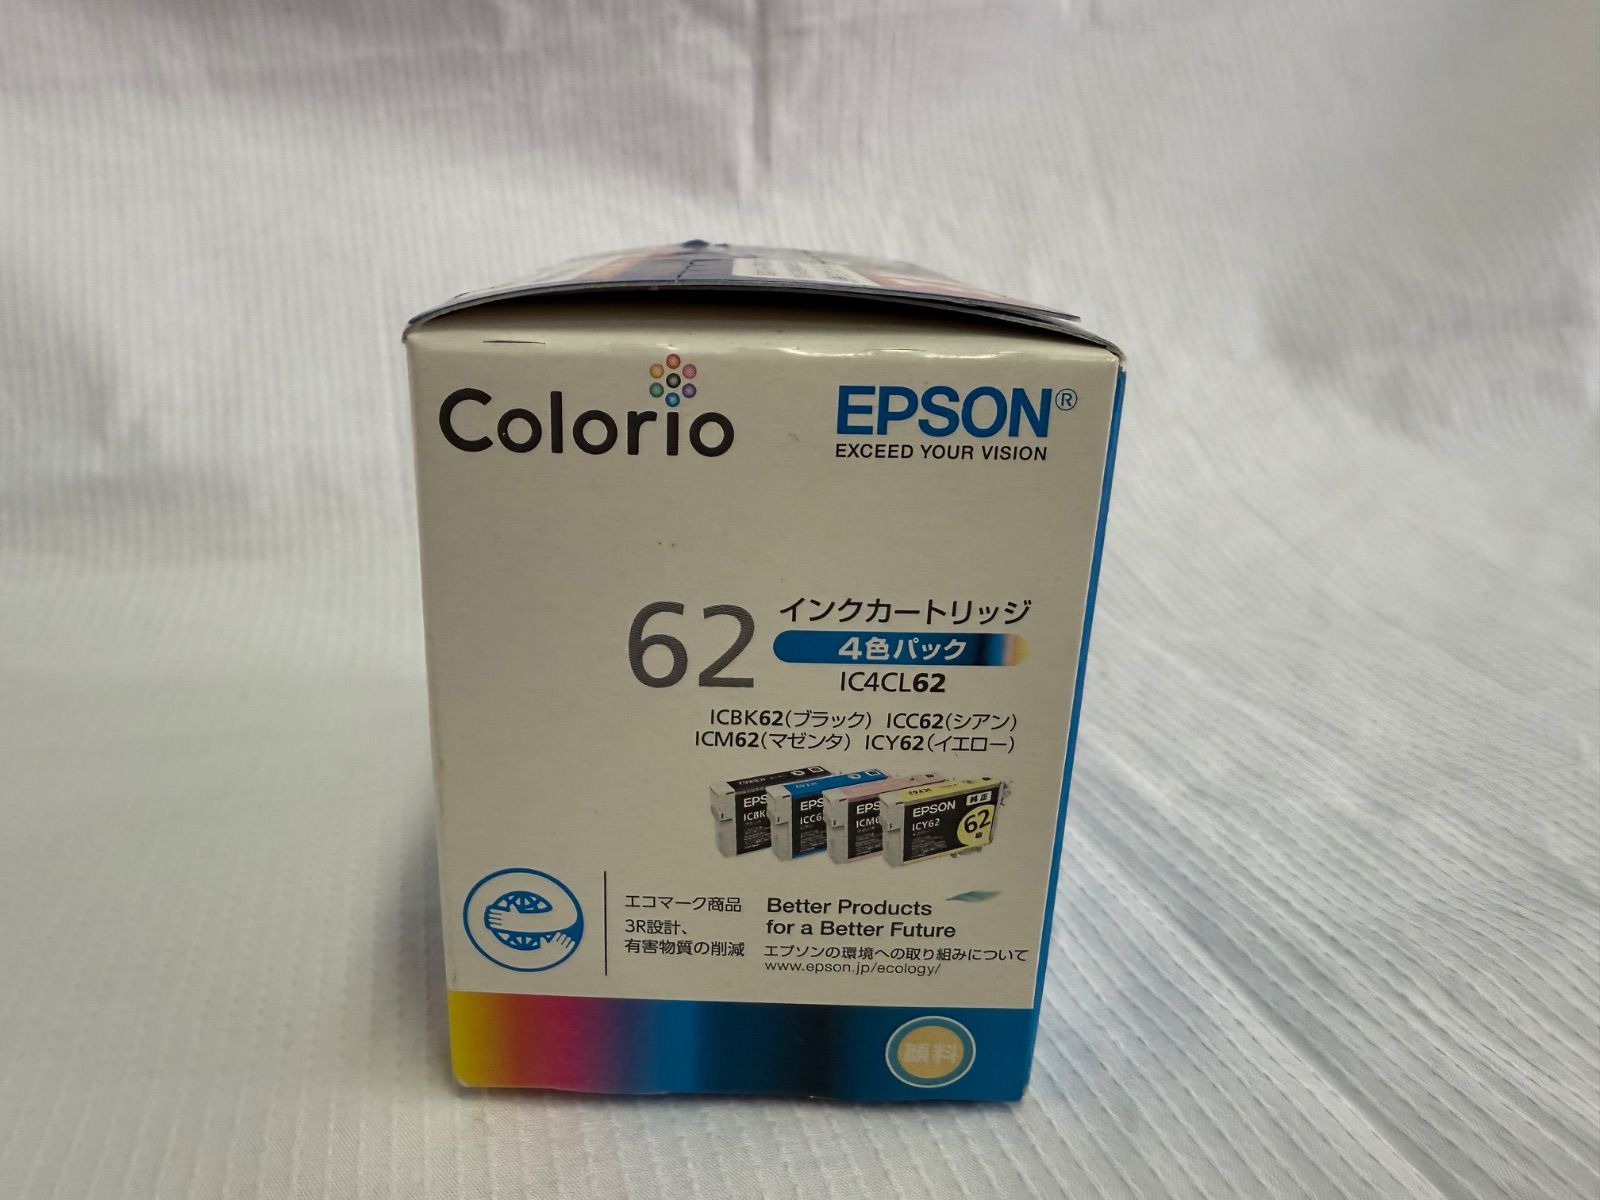 Colorio
EPSON®
EXCEED YOUR VISION
62
インクカートリッジ
4色パック
IC4CL62
ICBK62(ブラック) ICC62(シアン)
ICM62(マゼンタ) ICY62(イエロー)
EPSON 純正
ICY62
62
エコマーク商品
3R設計、
有害物質の削減
Better Products
for a Better Future
エプソンの環境への取り組みについて
www.epson.jp/ecology/
顔料